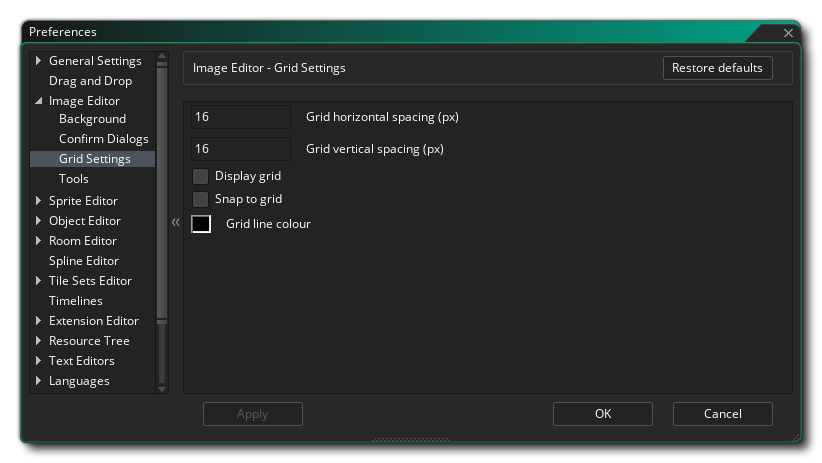 Preferences
General Settings
Drag and Drop
Image Editor
Background
Confirm Dialogs
Grid Settings
Tools
Sprite Editor
Object Editor
Room Editor
Spline Editor
Tile Sets Editor
Timelines
Extension Editor
Resource Tree
Text Editors
Languages
Image Editor - Grid Settings
Restore defaults
16 Grid horizontal spacing (px)
16 Grid vertical spacing (px)
Display grid
Snap to grid
Grid line colour
Apply
OK
Cancel